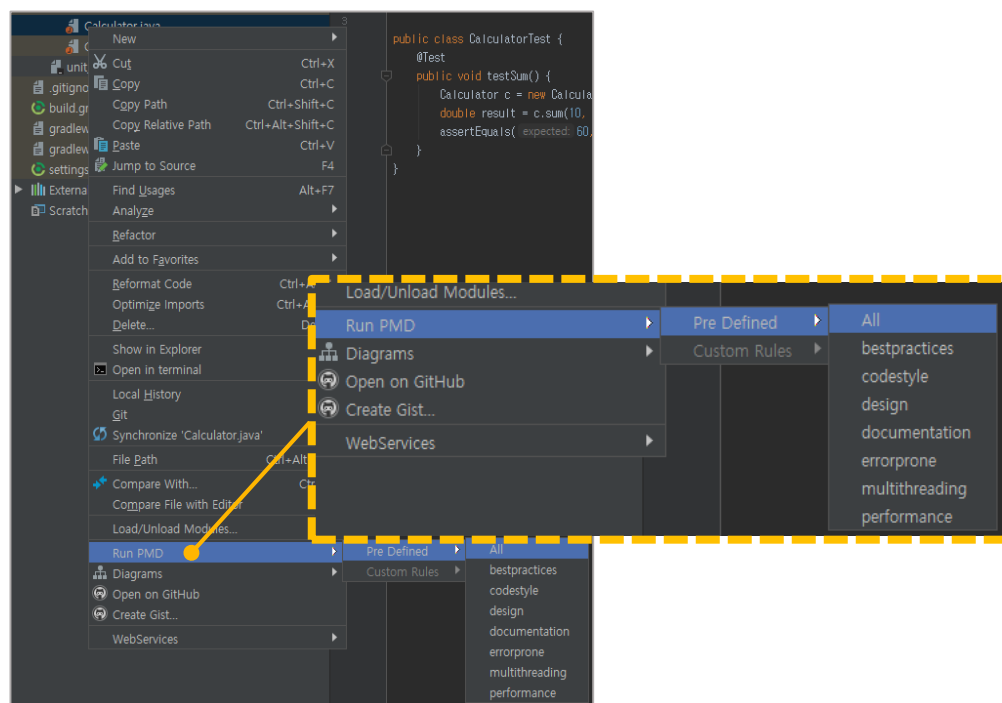 Calculator.java
New
Cut Ctrl+X
Copy Ctrl+C
Copy Path Ctrl+Shift+C
Copy Relative Path Ctrl+Alt+Shift+C
Paste Ctrl+V
Jump to Source F4
Find Usages Alt+F7
Analyze
Refactor
Add to Favorites
Reformat Code
Optimize Imports
Delete...
Show in Explorer
Open in terminal
Local History
Git
Synchronize 'Calculator.java'
File Path
Compare With...
Compare File with Editor
Load/Unload Modules...
Run PMD
Diagrams
Open on GitHub
Create Gist...
WebServices
Pre Defined
Custom Rules
All
bestpractices
codestyle
design
documentation
errorprone
multithreading
performance
unit
.gitigno
build.gr
gradlew
gradlew
settings
Externa
Scratch
3
public class CalculatorTest {
@Test
public void testSum() {
Calculator c = new Calcula
double result = c.sum(10,
assertEquals( expected: 60,
}
}
Load/Unload Modules...
Run PMD
Diagrams
Open on GitHub
Create Gist...
WebServices
Pre Defined
Custom Rules
All
bestpractices
codestyle
design
documentation
errorprone
multithreading
performance